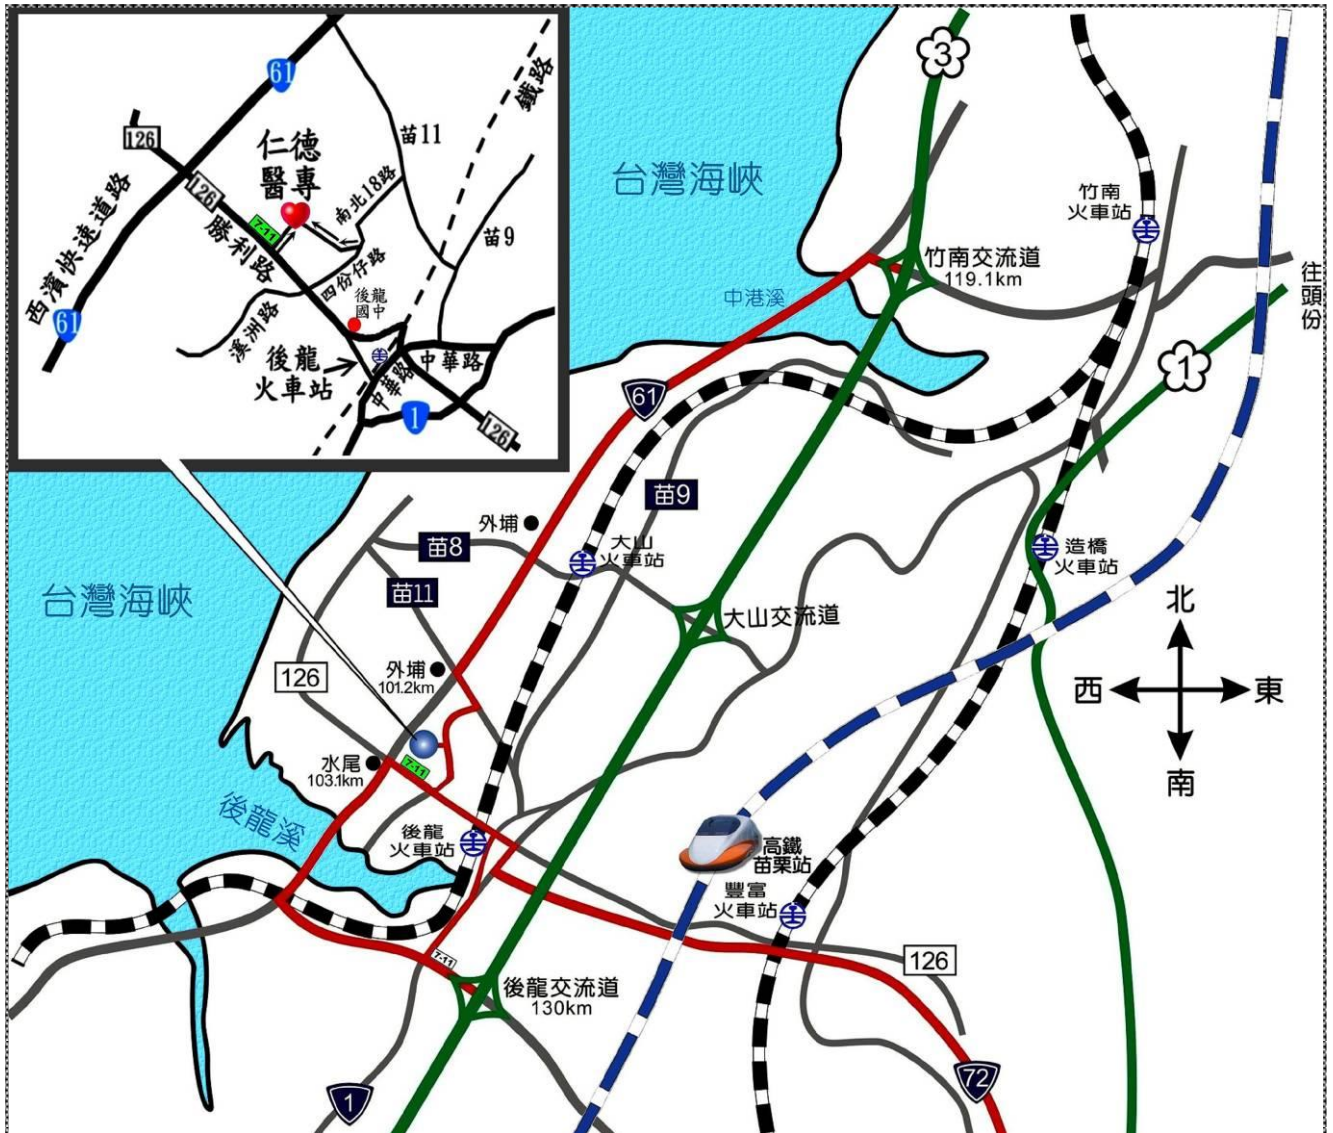 61
鐵路
126
仁德
醫專
苗11
126
南北18路
7-11
勝利路
苗9
西濱快速道路
四份仔路
後龍
國中
溪洲路
61
後龍
火車站
中華路
中華路
1
126
3
台灣海峽
竹南
火車站
竹南交流道
119.1km
往頭份
中港溪
1
61
苗9
外埔
苗8
大山
火車站
造橋
火車站
苗11
台灣海峽
大山交流道
北
外埔
101.2km
126
西
東
水尾
103.1km
7-11
南
後龍溪
後龍
火車站
高鐵
苗栗站
豐富
火車站
7-11
126
後龍交流道
130km
72
1